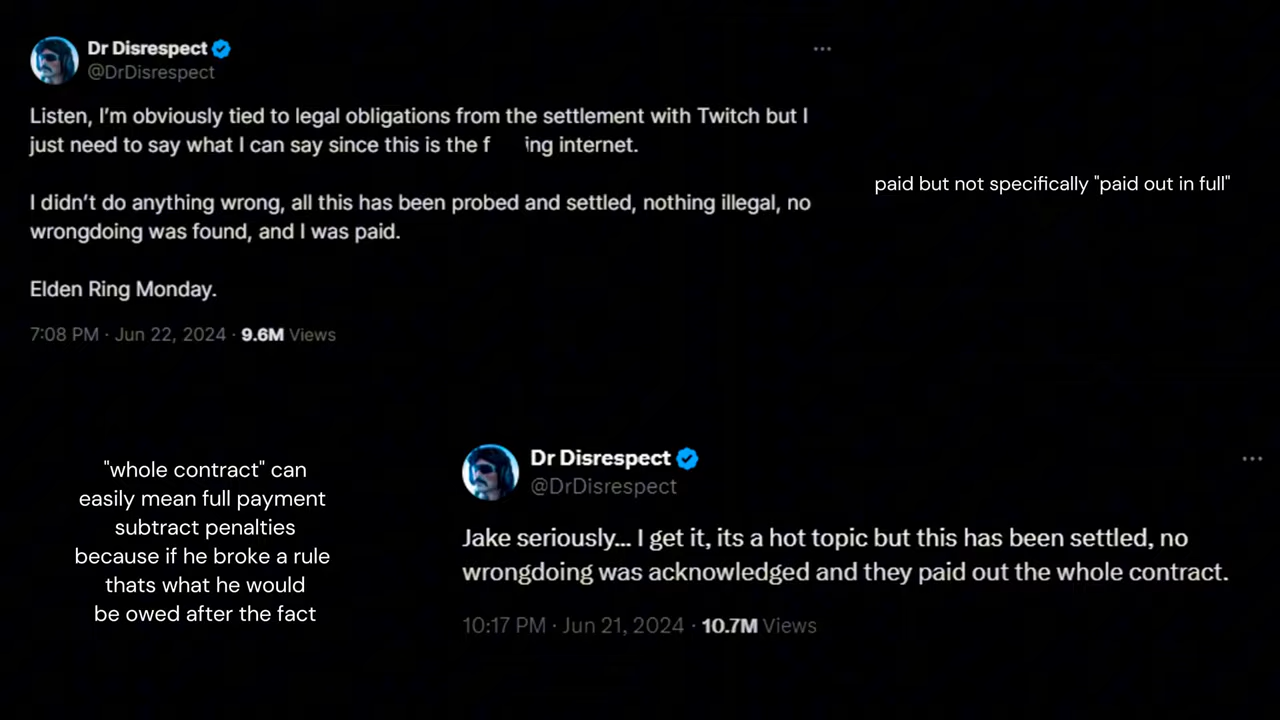 Dr Disrespect
@DrDisrespect
Listen, I'm obviously tied to legal obligations from the settlement with Twitch but I
just need to say what I can say since this is the f ing internet.
I didn't do anything wrong, all this has been probed and settled, nothing illegal, no
wrongdoing was found, and I was paid.
Elden Ring Monday.
7:08 PM · Jun 22, 2024 · 9.6M Views
paid but not specifically "paid out in full"
"whole contract" can
easily mean full payment
subtract penalties
because if he broke a rule
thats what he would
be owed after the fact
Dr Disrespect
@DrDisrespect
Jake seriously... I get it, its a hot topic but this has been settled, no
wrongdoing was acknowledged and they paid out the whole contract.
10:17 PM · Jun 21, 2024 · 10.7M Views